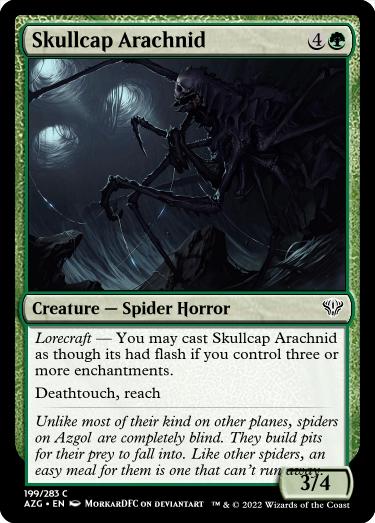 Skullcap Arachnid 4
Creature — Spider Horror
Lorecraft — You may cast Skullcap Arachnid
as though its had flash if you control three or
more enchantments.
Deathtouch, reach
Unlike most of their kind on other planes, spiders
on Azgol are completely blind. They build pits
for their prey to fall into. Like other spiders, an
easy meal for them is one that can't run away.
3/4
199/283 C
AZG • EN MorkarDFC on deviantart ™ & © 2022 Wizards of the Coast